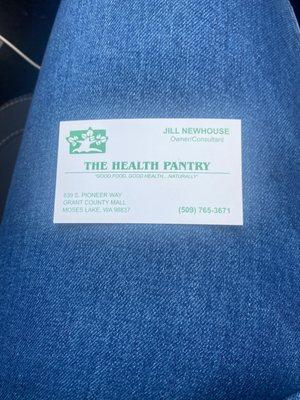 JILL NEWHOUSE
Owner/Consultant
THE HEALTH PANTRY
"GOOD FOOD, GOOD HEALTH...NATURALLY"
839 S. PIONEER WAY
GRANT COUNTY MALL
MOSES LAKE, WA 98837
(509) 765-3671